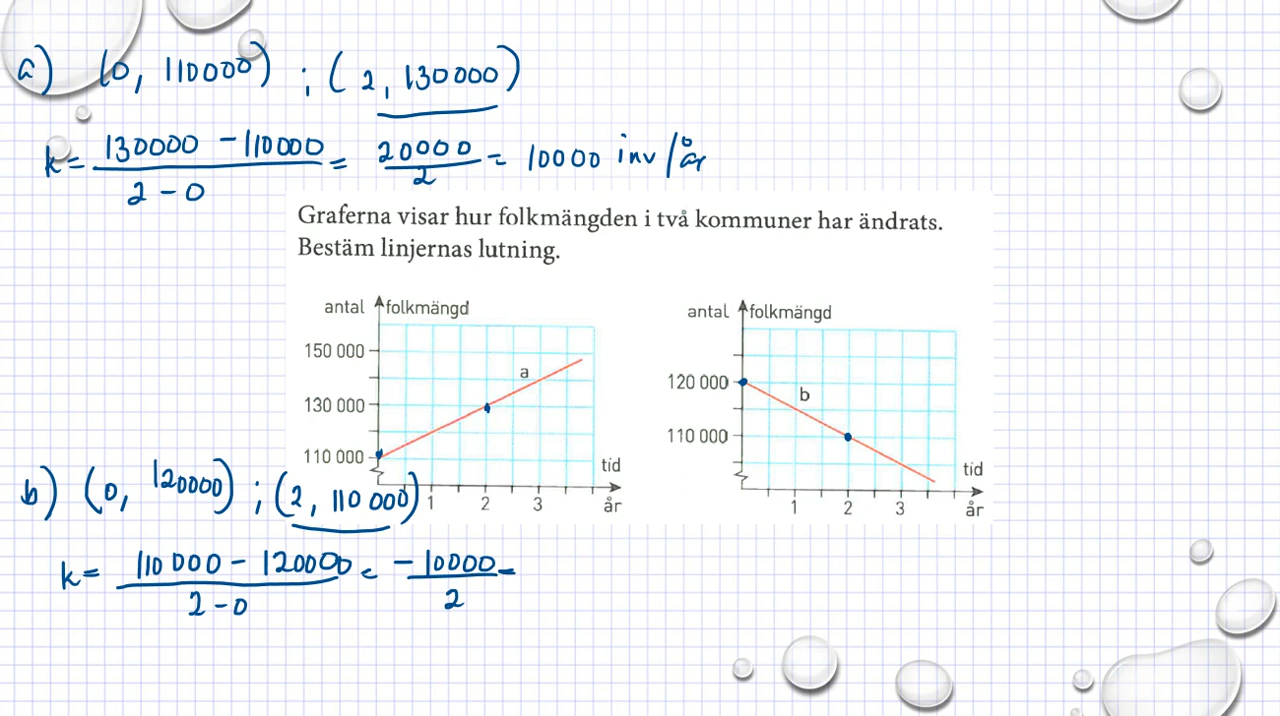 a) (0, 110000) ; (2, 130000)
k = 130000 - 110000 / 2 - 0 = 20000 / 2 = 10000 inv/år
Graferna visar hur folkmängden i två kommuner har ändrats.
Bestäm linjernas lutning.
antal folkmängd
150 000
130 000
110 000
a
1 2 3
tid
år
antal folkmängd
120 000
110 000
b
1 2 3
tid
år
b) (0, 120000) ; (2, 110 000)
k = 110 000 - 120000 / 2 - 0 = -10000 / 2 =